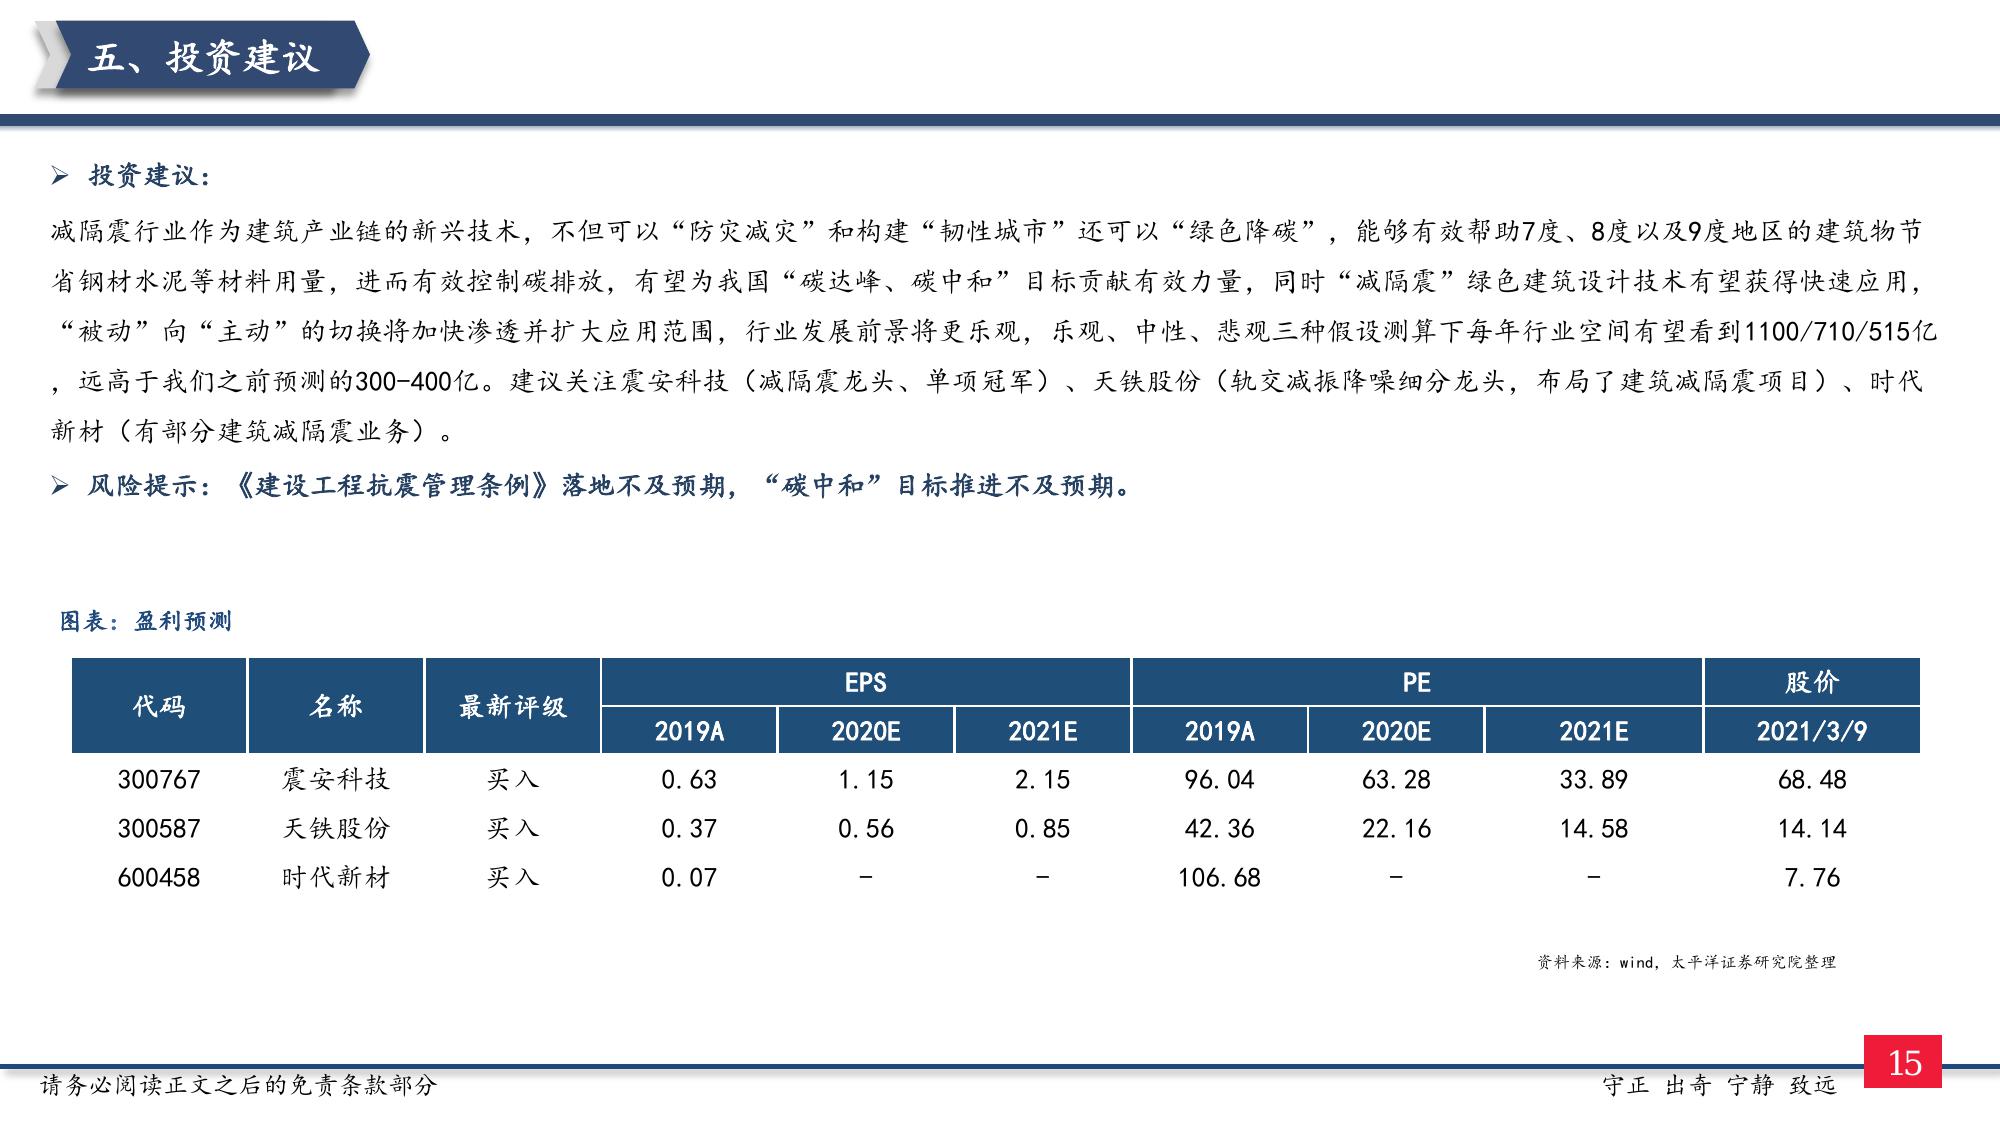 五、投资建议
➢ 投资建议：
减隔震行业作为建筑产业链的新兴技术，不但可以“防灾减灾”和构建“韧性城市”还可以“绿色降碳”，能够有效帮助7度、8度以及9度地区的建筑物节
省钢材水泥等材料用量，进而有效控制碳排放，有望为我国“碳达峰、碳中和”目标贡献有效力量，同时“减隔震”绿色建筑设计技术有望获得快速应用，
“被动”向“主动”的切换将加快渗透并扩大应用范围，行业发展前景将更乐观，乐观、中性、悲观三种假设测算下每年行业空间有望看到1100/710/515亿
，远高于我们之前预测的300-400亿。建议关注震安科技（减隔震龙头、单项冠军）、天铁股份（轨交减振降噪细分龙头，布局了建筑减隔震项目）、时代
新材（有部分建筑减隔震业务）。
➢ 风险提示：《建设工程抗震管理条例》落地不及预期，“碳中和”目标推进不及预期。
图表：盈利预测
代码 名称 最新评级 EPS PE 股价
2019A 2020E 2021E 2019A 2020E 2021E 2021/3/9
300767 震安科技 买入 0.63 1.15 2.15 96.04 63.28 33.89 68.48
300587 天铁股份 买入 0.37 0.56 0.85 42.36 22.16 14.58 14.14
600458 时代新材 买入 0.07 - - 106.68 - - 7.76
资料来源：wind，太平洋证券研究院整理
请务必阅读正文之后的免责条款部分
守正 出奇 宁静 致远
15